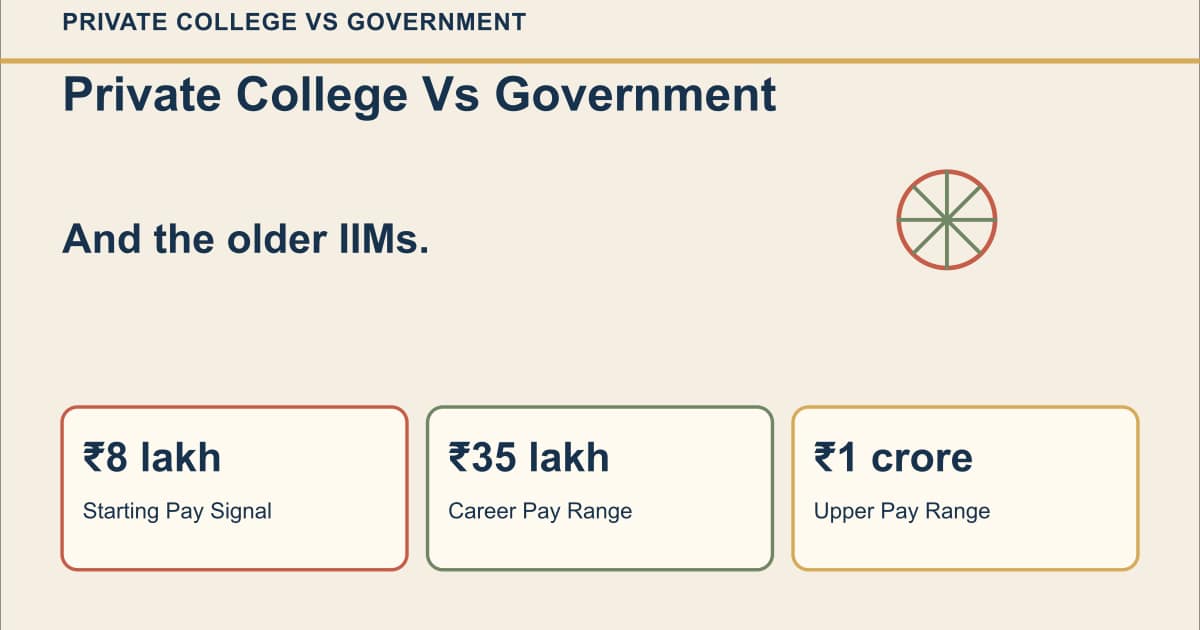 PRIVATE COLLEGE VS GOVERNMENT
Private College Vs Government
And the older IIMs.
₹8 lakh
Starting Pay Signal
₹35 lakh
Career Pay Range
₹1 crore
Upper Pay Range